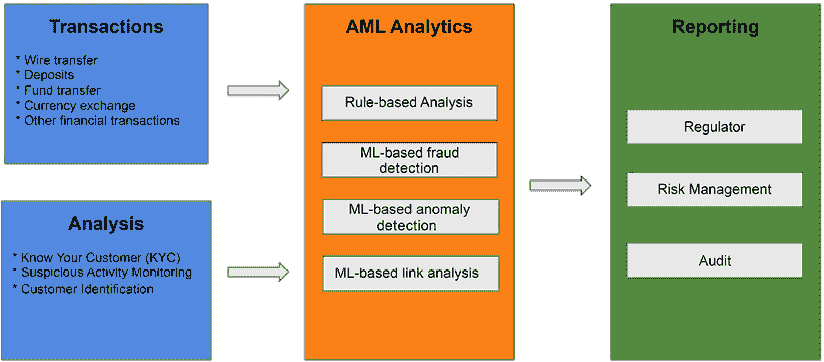 Transactions
* Wire transfer
* Deposits
* Fund transfer
* Currency exchange
* Other financial transactions
Analysis
* Know Your Customer (KYC)
* Suspicious Activity Monitoring
* Customer Identification
AML Analytics
Rule-based Analysis
ML-based fraud
detection
ML-based anomaly
detection
ML-based link analysis
Reporting
Regulator
Risk Management
Audit